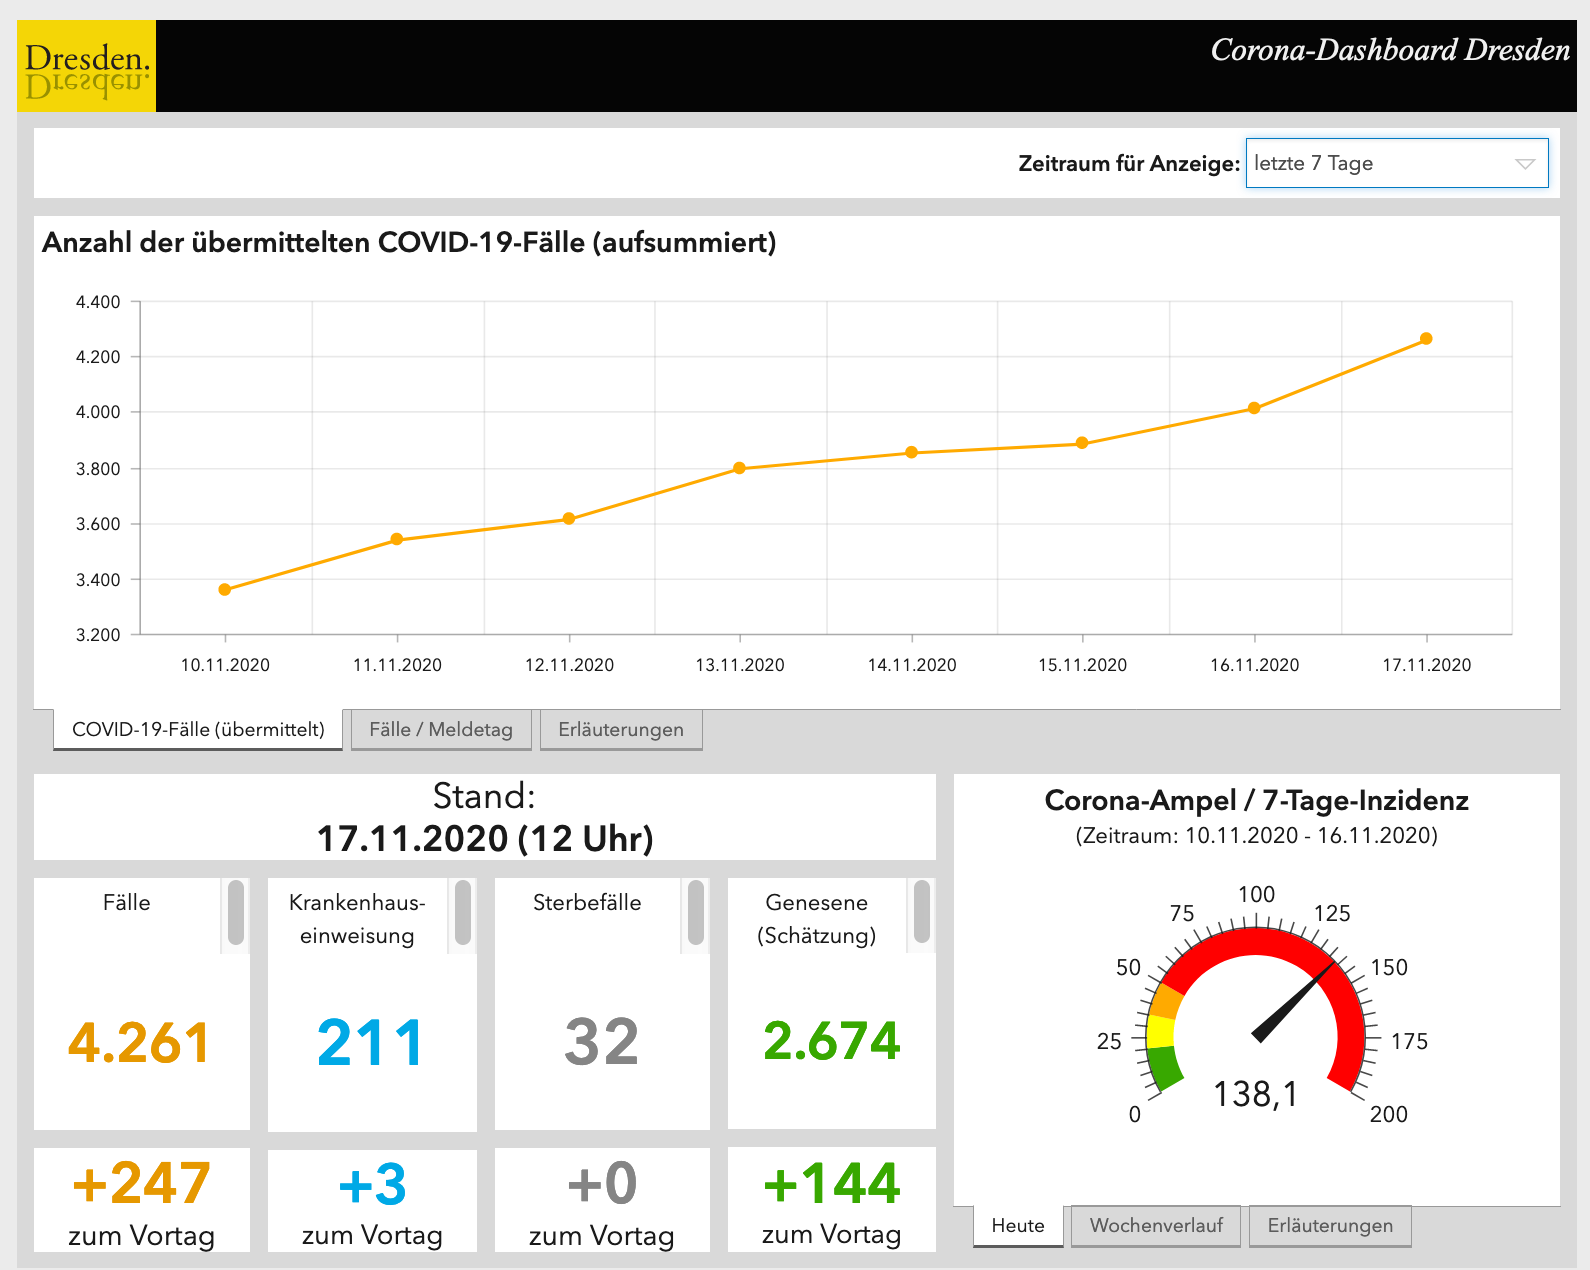 Dresden.
Dresden.
Corona-Dashboard Dresden
Zeitraum für Anzeige: letzte 7 Tage
Anzahl der übermittelten COVID-19-Fälle (aufsummiert)
4.400
4.200
4.000
3.800
3.600
3.400
3.200
10.11.2020 11.11.2020 12.11.2020 13.11.2020 14.11.2020 15.11.2020 16.11.2020 17.11.2020
COVID-19-Fälle (übermittelt) Fälle / Meldetag Erläuterungen
Stand:
17.11.2020 (12 Uhr)
Fälle
4.261
+247
zum Vortag
Krankenhaus-
einweisung
211
+3
zum Vortag
Sterbefälle
32
+0
zum Vortag
Genesene
(Schätzung)
2.674
+144
zum Vortag
Corona-Ampel / 7-Tage-Inzidenz
(Zeitraum: 10.11.2020 - 16.11.2020)
0
25
50
75
100
125
150
175
200
138,1
Heute Wochenverlauf Erläuterungen